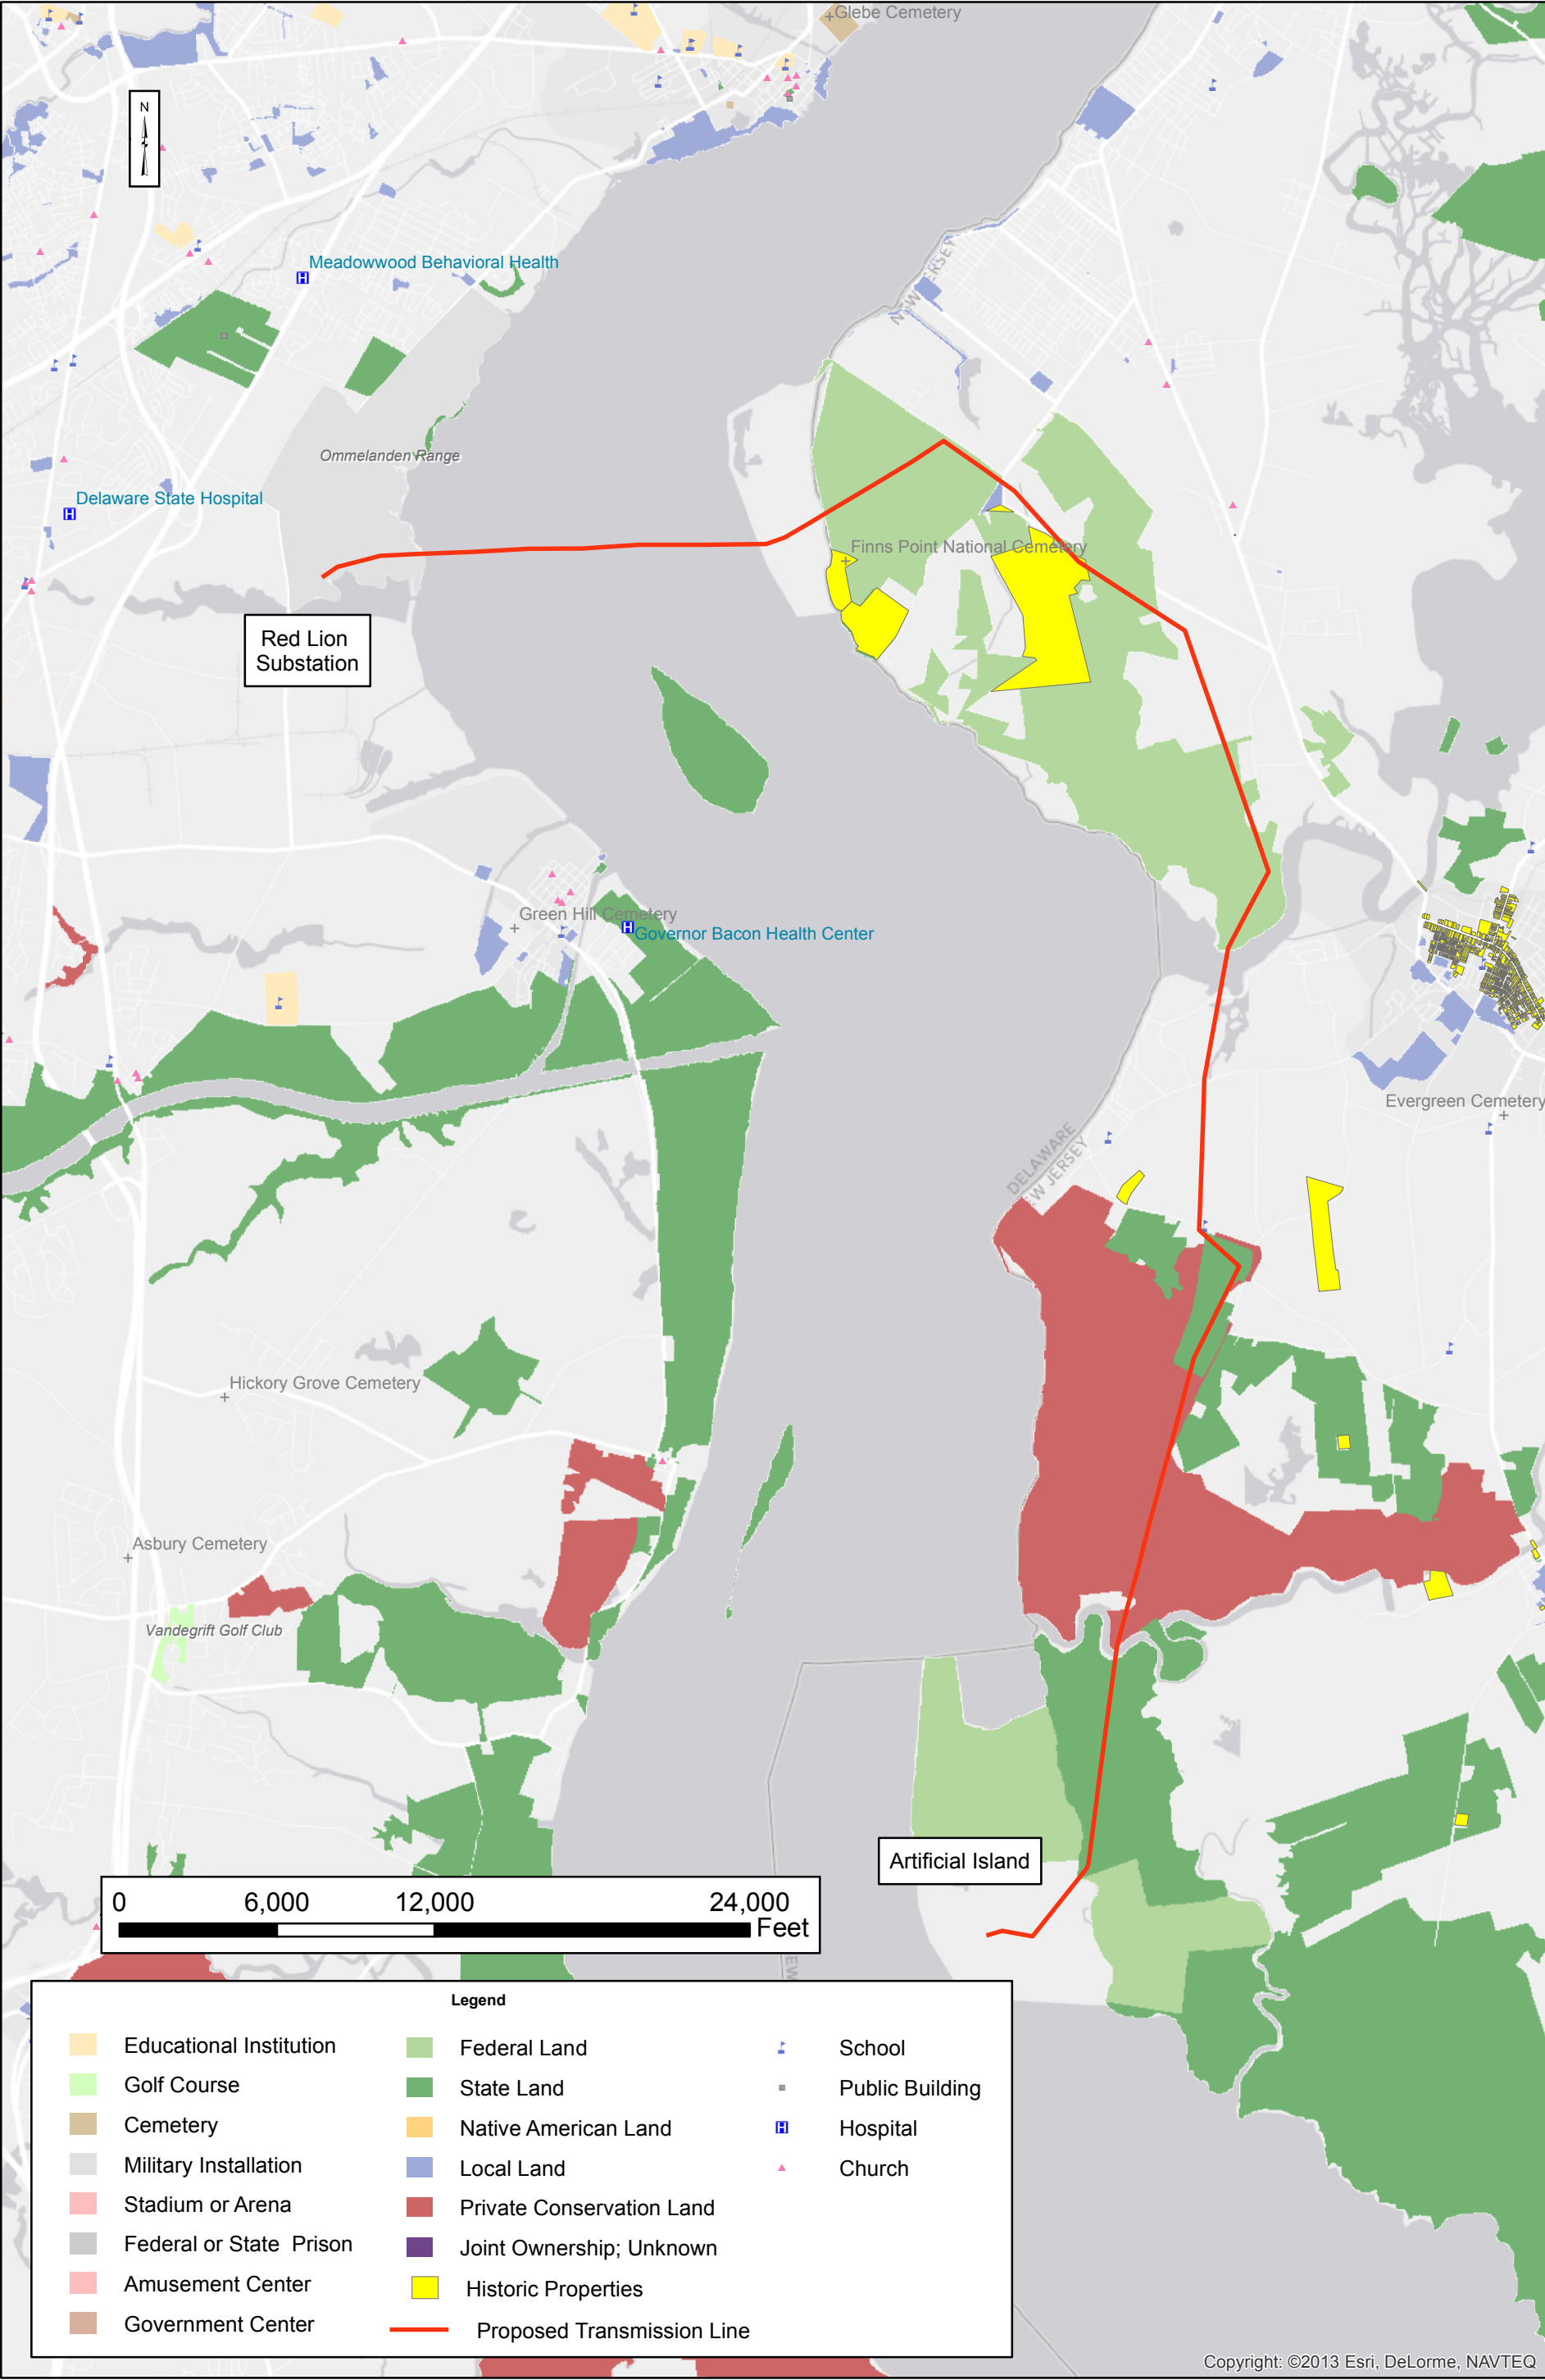 Glebe Cemetery
N
Meadowwood Behavioral Health
NEW JERSEY
Ommelanden Range
Delaware State Hospital
Finns Point National Cemetery
Red Lion
Substation
Green Hill Cemetery
Governor Bacon Health Center
Evergreen Cemetery
DELAWARE
EW JERSEY
Hickory Grove Cemetery
Asbury Cemetery
Vandegrift Golf Club
Artificial Island
0 6,000 12,000 24,000
Feet
EW
Legend
Educational Institution
Golf Course
Cemetery
Military Installation
Stadium or Arena
Federal or State Prison
Amusement Center
Government Center
Federal Land
State Land
Native American Land
Local Land
Private Conservation Land
Joint Ownership; Unknown
Historic Properties
Proposed Transmission Line
School
Public Building
H Hospital
Church
Copyright: ©2013 Esri, DeLorme, NAVTEQ